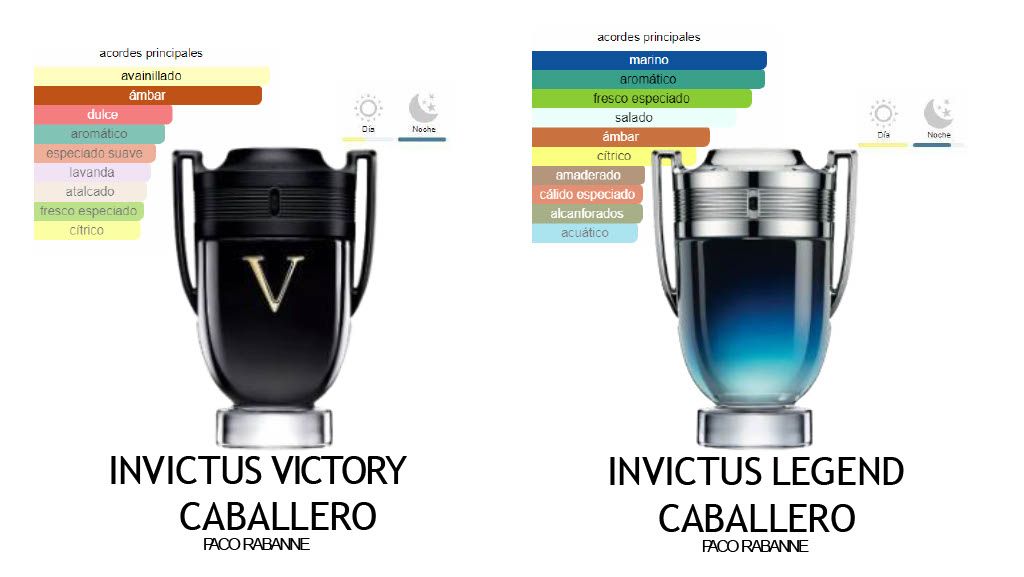 acordes principales
avainillado
ámbar
dulce
aromático
especiado suave
lavanda
atalcado
fresco especiado
cítrico
Día
Noche
V
INVICTUS VICTORY
CABALLERO
PACO RABANNE
acordes principales
marino
aromático
fresco especiado
salado
ámbar
cítrico
amaderado
cálido especiado
alcanforados
acuático
Día
Noche
INVICTUS LEGEND
CABALLERO
PACO RABANNE